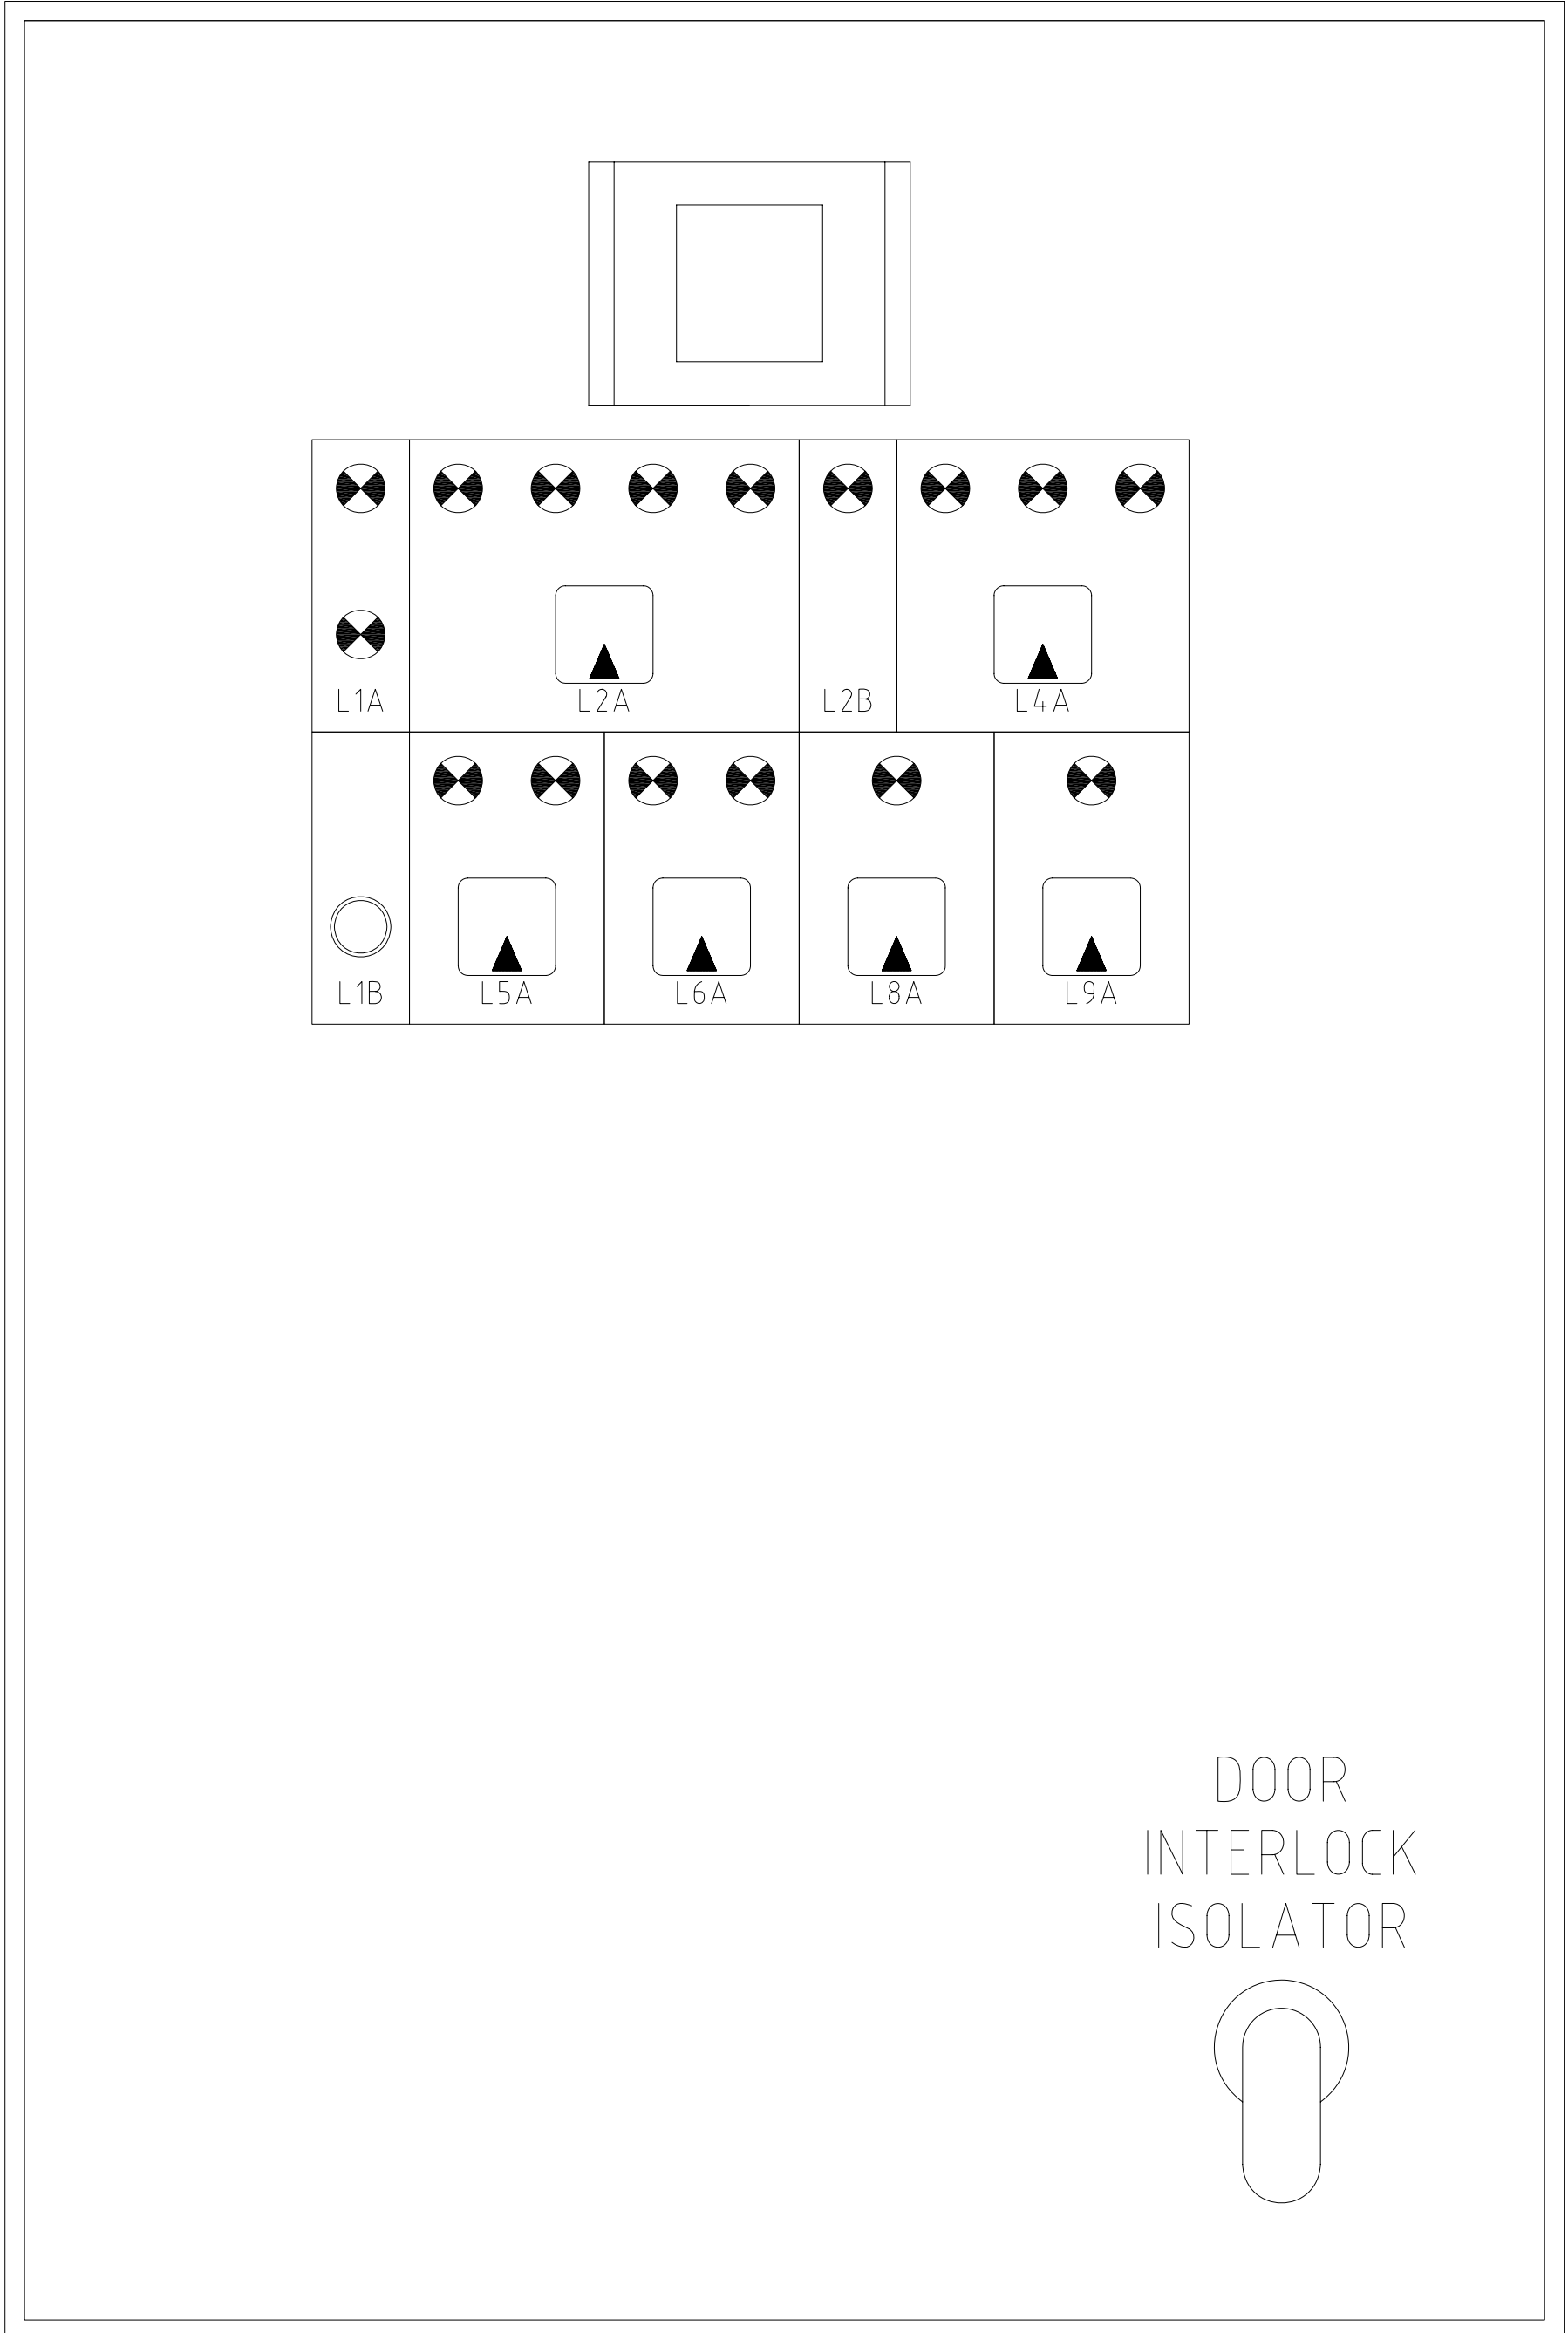 L1A
L2A
L2B
L4A
L1B
L5A
L6A
L8A
L9A
DOOR
INTERLOCK
ISOLATOR